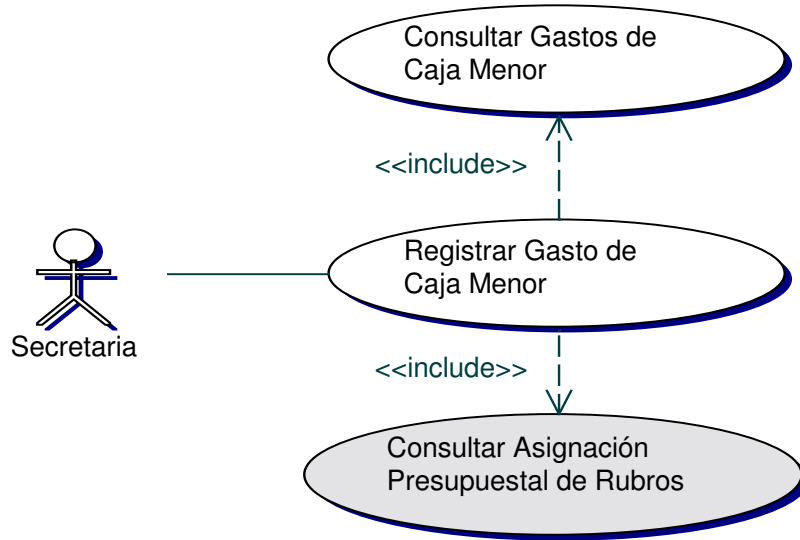 Consultar Gastos de
Caja Menor
<<include>>
Registrar Gasto de
Caja Menor
Secretaria
<<include>>
Consultar Asignación
Presupuestal de Rubros